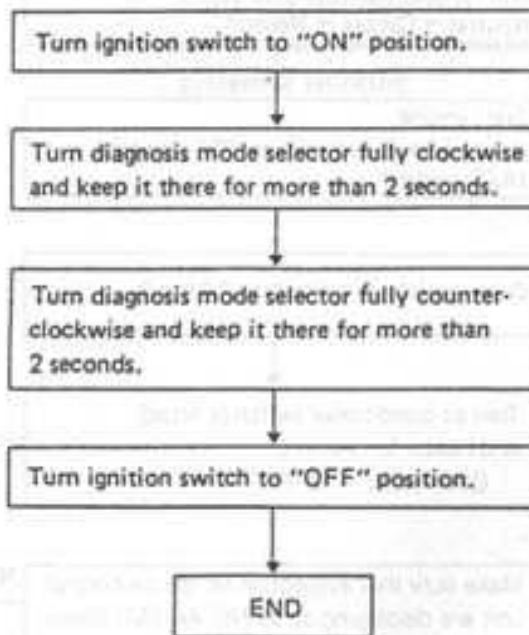 Turn ignition switch to "ON" position.
Turn diagnosis mode selector fully clockwise
and keep it there for more than 2 seconds.
Turn diagnosis mode selector fully counter-
clockwise and keep it there for more than
2 seconds.
Turn ignition switch to "OFF" position.
END